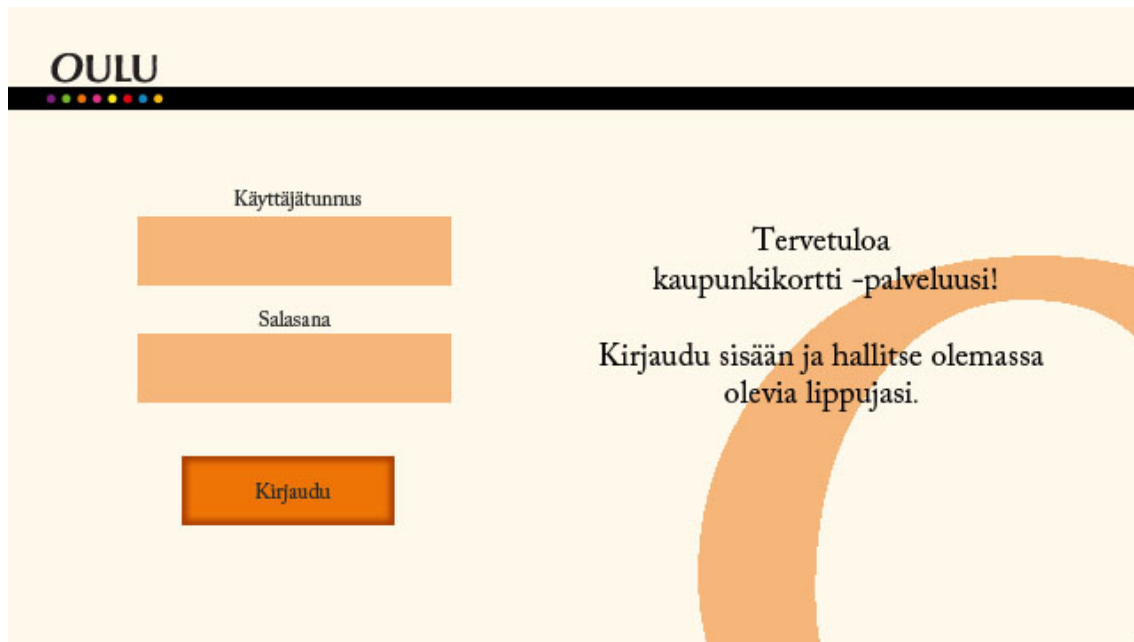 OULU
Käyttäjätunnus
Salasana
Kirjaudu
Tervetuloa
kaupunkikortti -palveluusi!
Kirjaudu sisään ja hallitse olemassa
olevia lippujasi.